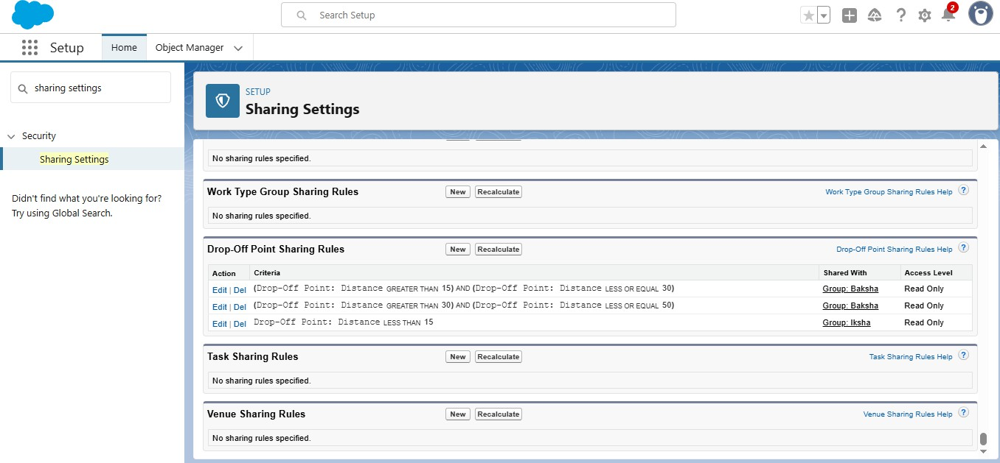 Search Setup
2
Setup
Home
Object Manager
sharing settings
Security
Sharing Settings
Didn't find what you're looking for?
Try using Global Search.
SETUP
Sharing Settings
No sharing rules specified.
Work Type Group Sharing Rules New Recalculate Work Type Group Sharing Rules Help ?
No sharing rules specified.
Drop-Off Point Sharing Rules New Recalculate Drop-Off Point Sharing Rules Help ?
Action Criteria Shared With Access Level
Edit | Del (Drop-Off Point: Distance GREATER THAN 15) AND (Drop-Off Point: Distance LESS OR EQUAL 30) Group: Baksha Read Only
Edit | Del (Drop-Off Point: Distance GREATER THAN 30) AND (Drop-Off Point: Distance LESS OR EQUAL 50) Group: Baksha Read Only
Edit | Del Drop-Off Point: Distance LESS THAN 15 Group: Iksha Read Only
Task Sharing Rules New Recalculate Task Sharing Rules Help ?
No sharing rules specified.
Venue Sharing Rules New Recalculate Venue Sharing Rules Help ?
No sharing rules specified.